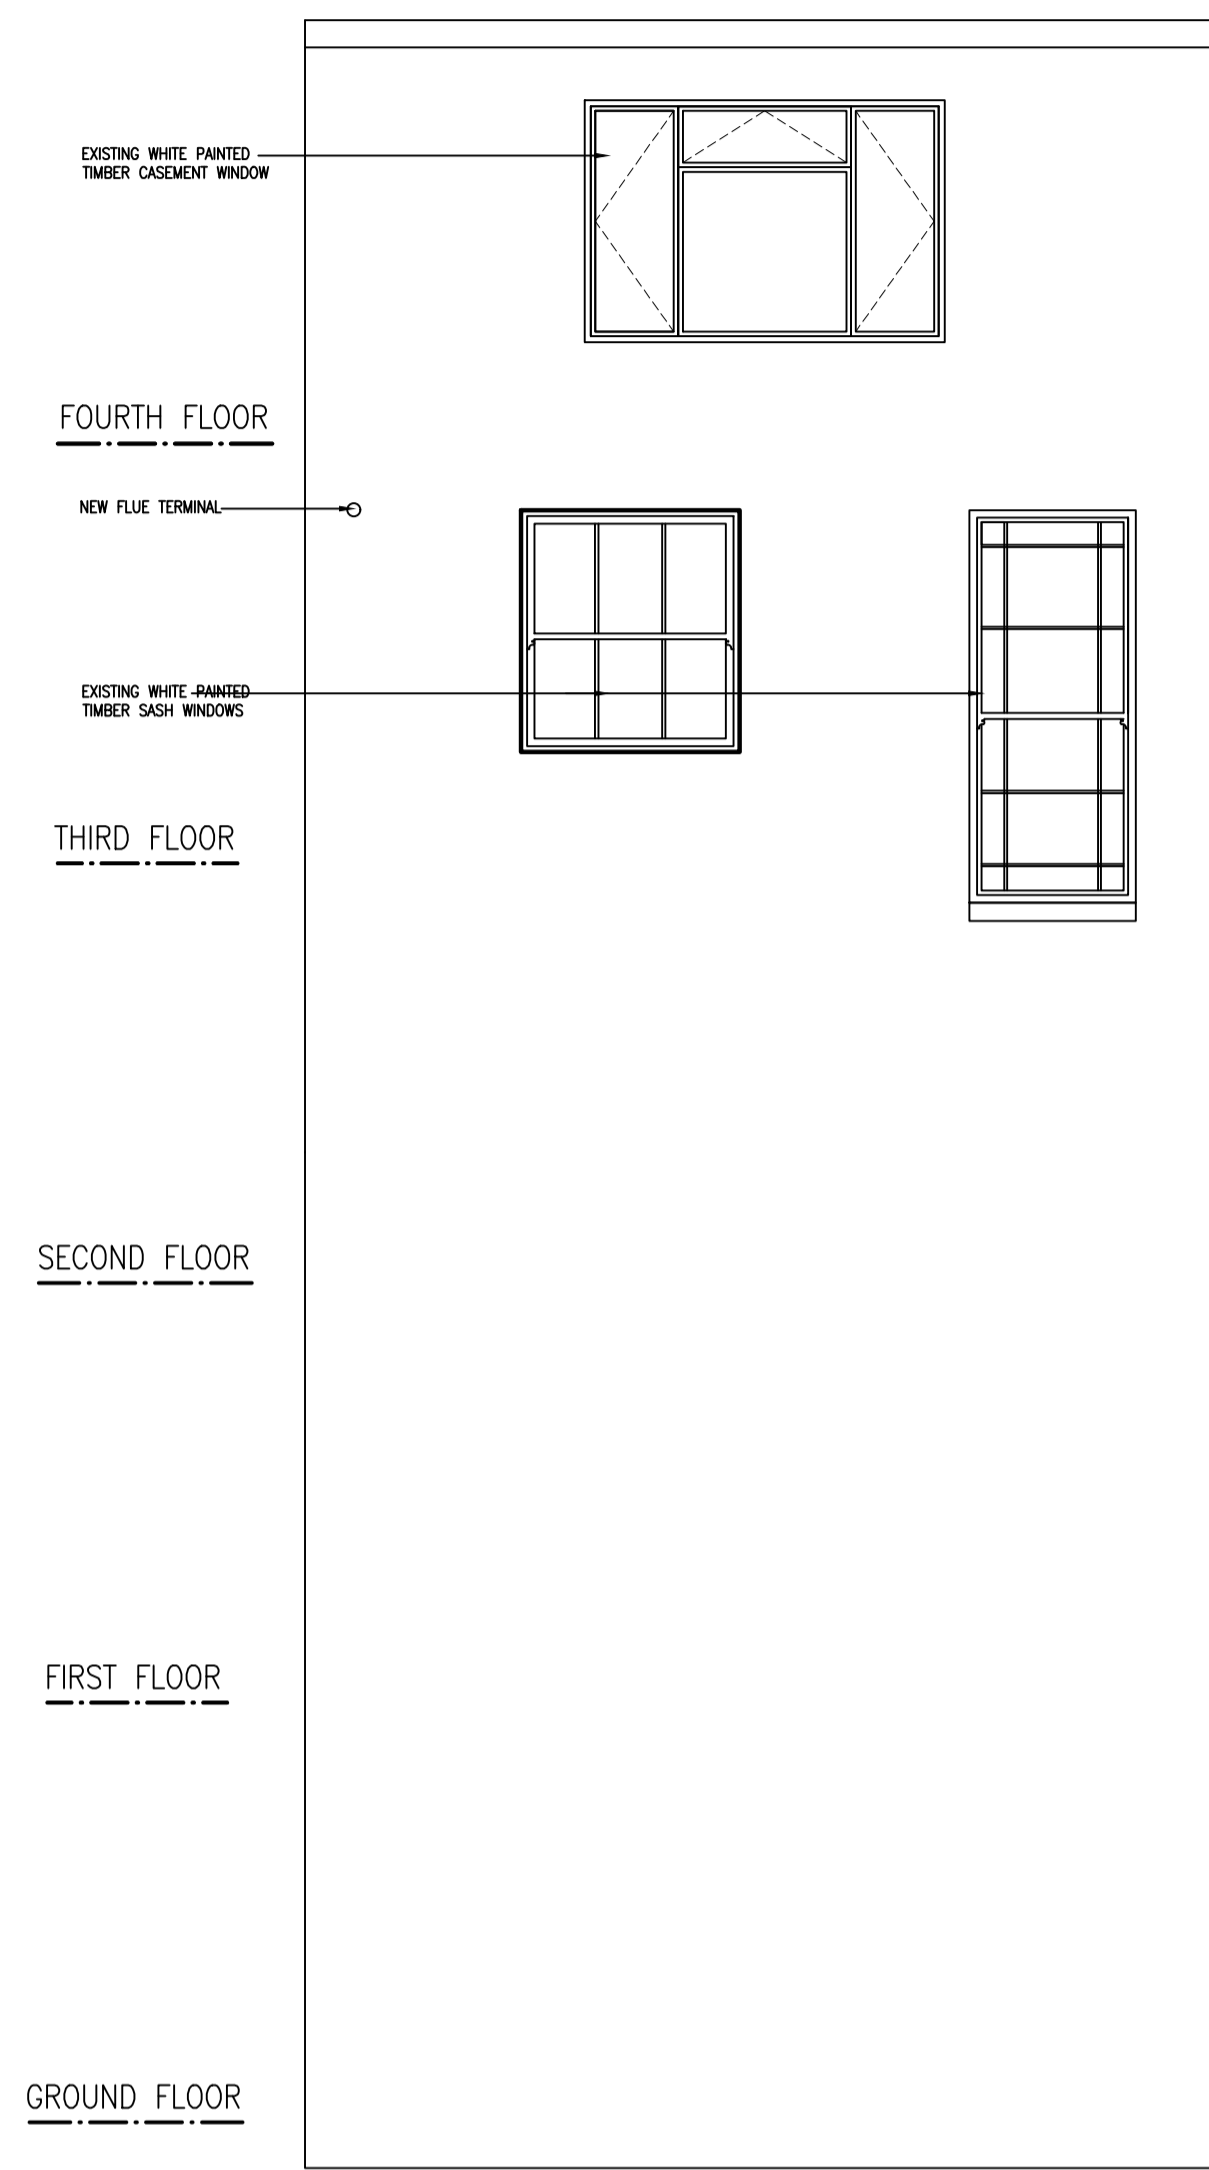 EXISTING WHITE PAINTED
TIMBER CASEMENT WINDOW
FOURTH FLOOR
NEW FLUE TERMINAL
EXISTING WHITE PAINTED
TIMBER SASH WINDOWS
THIRD FLOOR
SECOND FLOOR
FIRST FLOOR
GROUND FLOOR